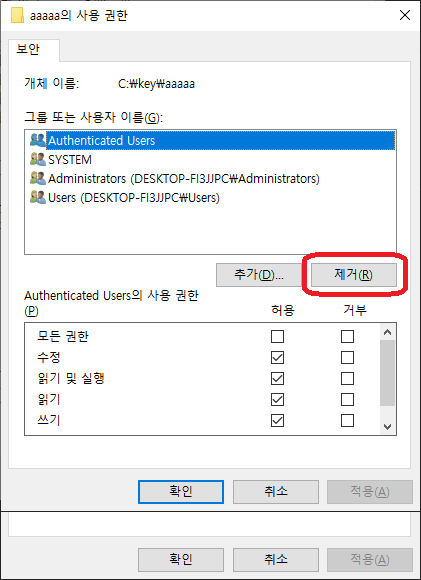 aaaaa의 사용 권한
보안
개체 이름: C:₩key₩aaaaa
그룹 또는 사용자 이름(G):
Authenticated Users
SYSTEM
Administrators (DESKTOP-FI3JJPC₩Administrators)
Users (DESKTOP-FI3JJPC₩Users)
추가(D)... 제거(R)
Authenticated Users의 사용 권한
(P) 허용 거부
모든 권한
수정
읽기 및 실행
읽기
쓰기
확인 취소 적용(A)
확인 취소 적용(A)